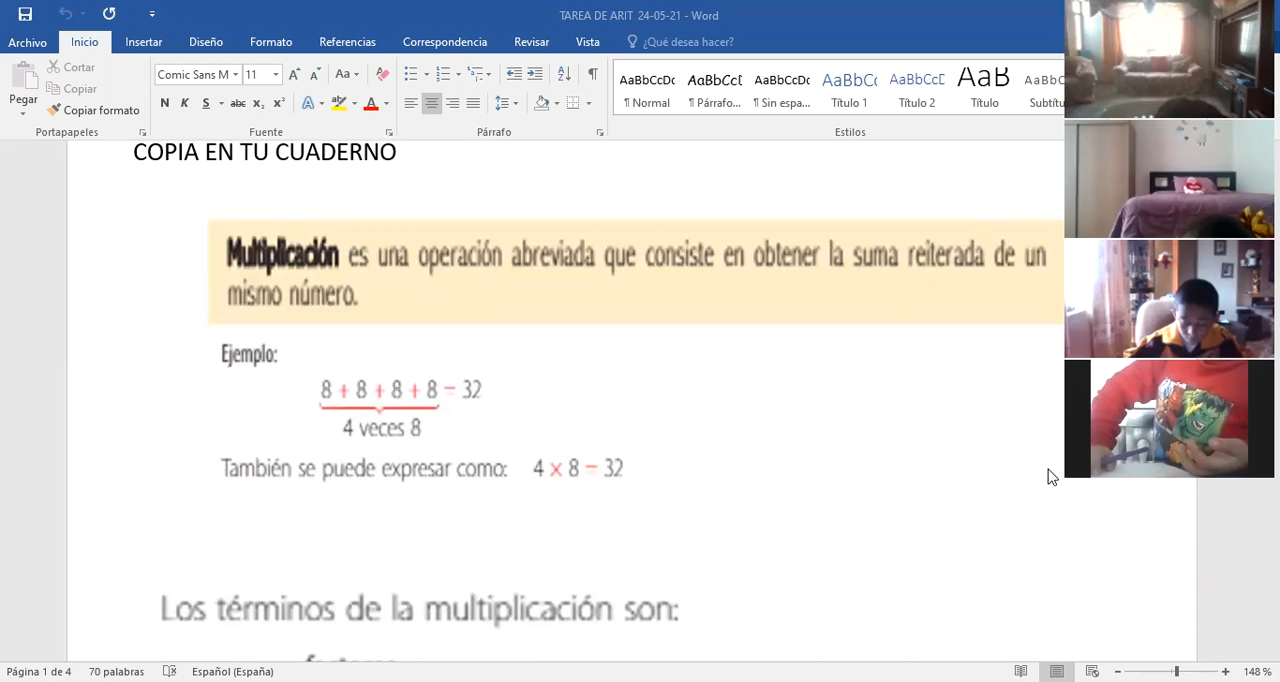 TAREA DE ARIT 24-05-21 - Word
Archivo Inicio Insertar Diseño Formato Referencias Correspondencia Revisar Vista ¿Qué desea hacer?
Pegar
Cortar
Copiar
Copiar formato
Portapapeles
Comic Sans M 11
Aa
N K S abc x₂ x² A A
Fuente
Párrafo
AaBbCcDc AaBbCcL AaBbCcDc AaBbC AaBbCcD AaB AaBbC
¶ Normal ¶ Párrafo... ¶ Sin espa... Título 1 Título 2 Título Subtítu
Estilos
COPIA EN TU CUADERNO
Multiplicación es una operación abreviada que consiste en obtener la suma reiterada de un
mismo número.
Ejemplo:
8 + 8 + 8 + 8 = 32
4 veces 8
También se puede expresar como: 4 x 8 = 32
Los términos de la multiplicación son:
Página 1 de 4 70 palabras Español (España) 148 %